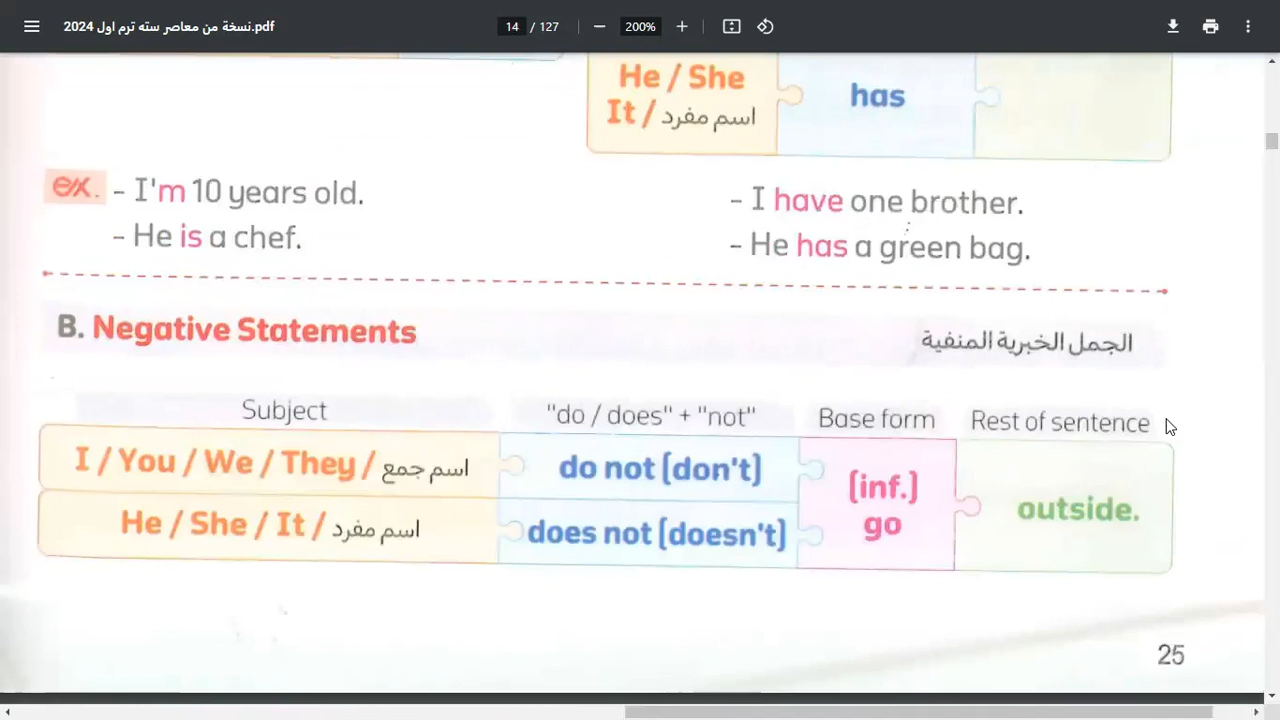 نسخة من معاصر سته ترم اول 2024.pdf
14 / 127
200%
He / She
It / اسم مفرد
has
ex. - I'm 10 years old.
- He is a chef.
- I have one brother.
- He has a green bag.
B. Negative Statements
الجمل الخبرية المنفية
Subject
"do / does" + "not"
Base form
Rest of sentence
I / You / We / They / اسم جمع
do not (don't)
He / She / It / اسم مفرد
does not (doesn't)
(inf.)
go
outside.
25